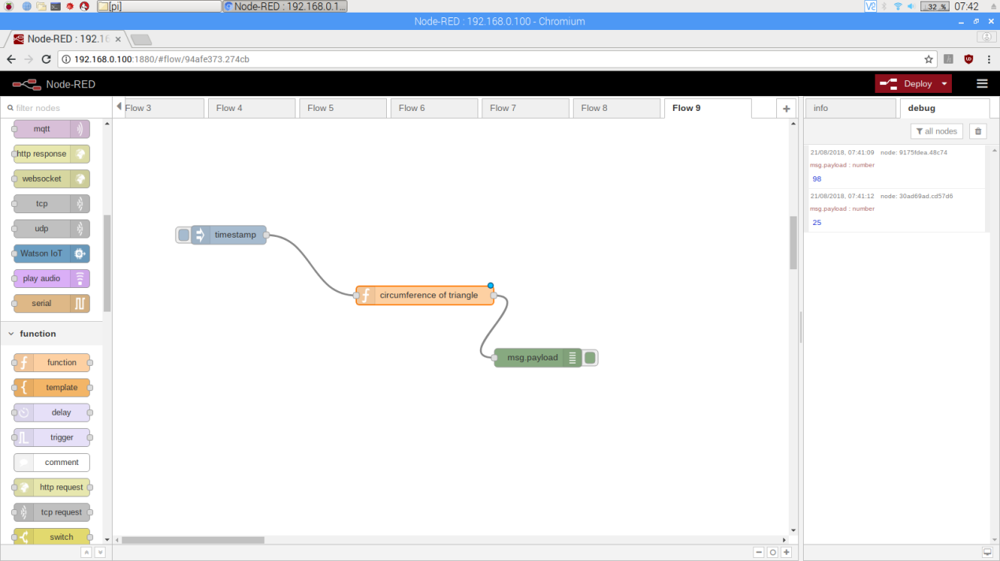 [pi]
Node-RED : 192.168.0.1...
32 %
07:42
Node-RED : 192.168.0.100 - Chromium
Node-RED : 192.16
192.168.0.100:1880/#flow/94afe373.274cb
Node-RED
Deploy
filter nodes
Flow 3
Flow 4
Flow 5
Flow 6
Flow 7
Flow 8
Flow 9
info
debug
all nodes
mqtt
http response
websocket
tcp
udp
Watson IoT
play audio
serial
function
function
template
delay
trigger
comment
http request
tcp request
switch
timestamp
circumference of triangle
msg.payload
21/08/2018, 07:41:09 node: 9175fdea.48c74
msg.payload : number
98
21/08/2018, 07:41:12 node: 30ad69ad.cd57d6
msg.payload : number
25